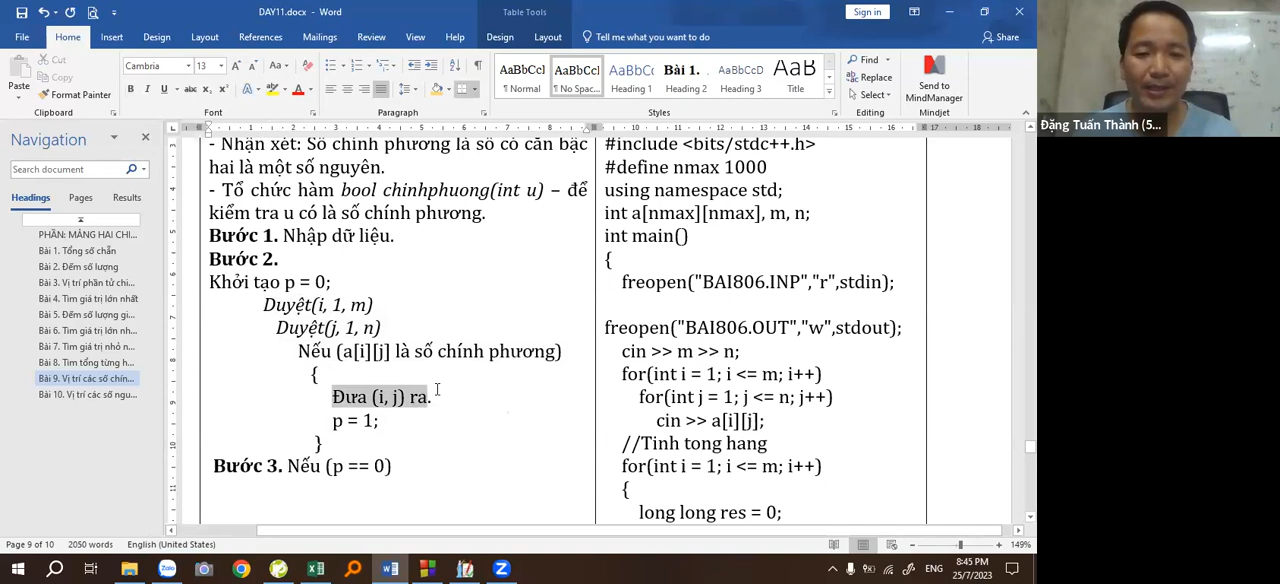 DAY11.docx - Word
Table Tools
Sign in
File
Home
Insert
Design
Layout
References
Mailings
Review
View
Help
Design
Layout
Tell me what you want to do
Share
Paste
Cut
Copy
Format Painter
Clipboard
Cambria
13
Font
Paragraph
AaBbCcI
¶ Normal
AaBbCcI
¶ No Spac...
AaBbCc
Heading 1
Bài 1.
Heading 2
AaBbCcD
Heading 3
AaB
Title
Styles
Find
Replace
Select
Editing
Send to
MindManager
Mindjet
Đặng Tuấn Thành (5...
Navigation
Search document
Headings
Pages
Results
PHẦN: MẢNG HAI CHI...
Bài 1. Tổng số chẵn
Bài 2. Đếm số lượng
Bài 3. Vị trí phần tử chi...
Bài 4. Tìm giá trị lớn nhất
Bài 5. Đếm số lượng gi...
Bài 6. Tìm giá trị lớn nh...
Bài 7. Tìm giá trị nhỏ n...
Bài 8. Tìm tổng từng h...
Bài 9. Vị trí các số chín...
Bài 10. Vị trí các số ngu...
- Nhận xét: Số chính phương là số có căn bậc
hai là một số nguyên.
- Tổ chức hàm bool chinhphuong(int u) – để
kiểm tra u có là số chính phương.
Bước 1. Nhập dữ liệu.
Bước 2.
Khởi tạo p = 0;
Duyệt(i, 1, m)
Duyệt(j, 1, n)
Nếu (a[i][j] là số chính phương)
{
Đưa (i, j) ra.
p = 1;
}
Bước 3. Nếu (p == 0)
#include <bits/stdc++.h>
#define nmax 1000
using namespace std;
int a[nmax][nmax], m, n;
int main()
{
freopen("BAI806.INP","r",stdin);
freopen("BAI806.OUT","w",stdout);
cin >> m >> n;
for(int i = 1; i <= m; i++)
for(int j = 1; j <= n; j++)
cin >> a[i][j];
//Tinh tong hang
for(int i = 1; i <= m; i++)
{
long long res = 0;
Page 9 of 10
2050 words
English (United States)
149%
ENG
8:45 PM
25/7/2023